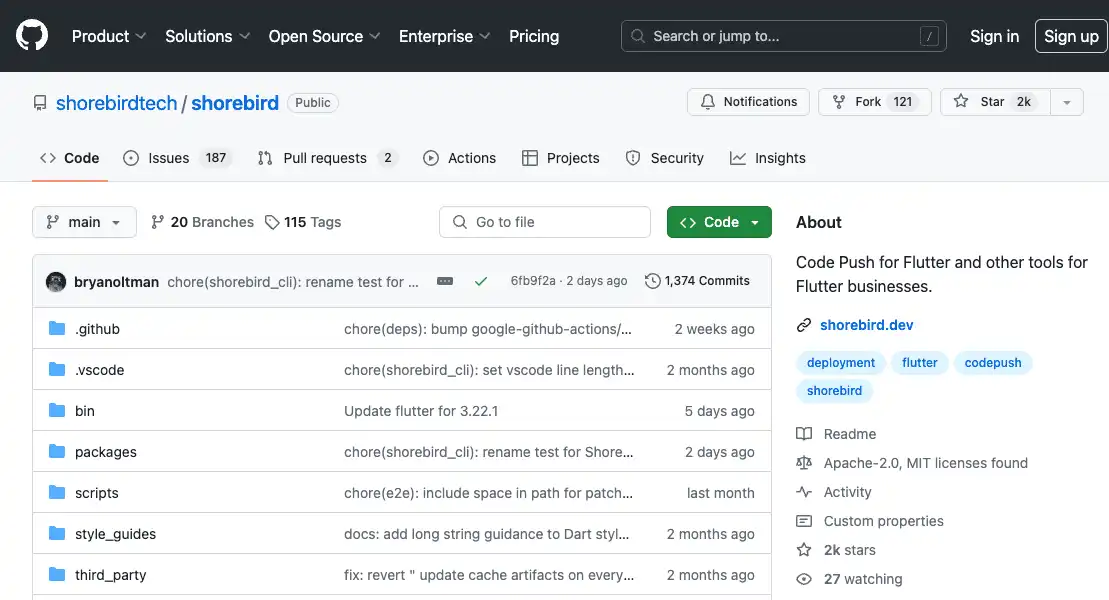 Product Solutions Open Source Enterprise Pricing Search or jump to... / Sign in Sign up
shorebirdtech / shorebird Public Notifications Fork 121 Star 2k
Code Issues 187 Pull requests 2 Actions Projects Security Insights
main 20 Branches 115 Tags Go to file Code
bryanoltman chore(shorebird_cli): rename test for ... 6fb9f2a · 2 days ago 1,374 Commits
.github chore(deps): bump google-github-actions/... 2 weeks ago
.vscode chore(shorebird_cli): set vscode line length... 2 months ago
bin Update flutter for 3.22.1 5 days ago
packages chore(shorebird_cli): rename test for Shore... 2 days ago
scripts chore(e2e): include space in path for patch... last month
style_guides docs: add long string guidance to Dart styl... 2 months ago
third_party fix: revert " update cache artifacts on every... 2 months ago
About
Code Push for Flutter and other tools for
Flutter businesses.
shorebird.dev
deployment flutter codepush
shorebird
Readme
Apache-2.0, MIT licenses found
Activity
Custom properties
2k stars
27 watching